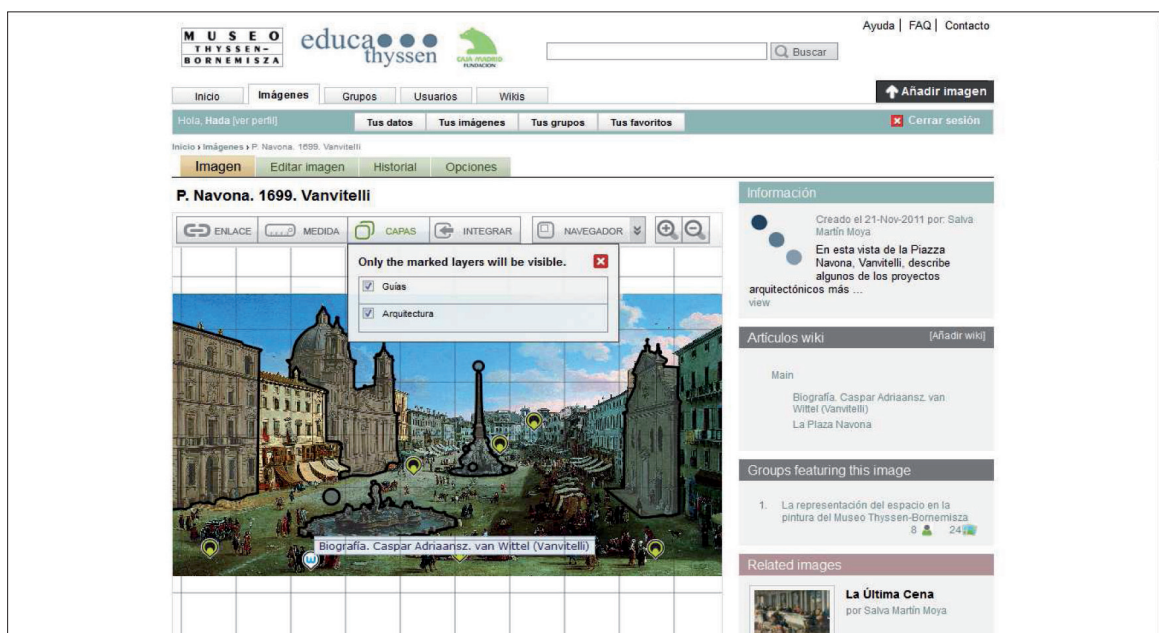 Ayuda | FAQ | Contacto
MUSEO
THYSSEN-
BORNEMISZA
educa
thyssen
CAJA MADRID
FUNDACION
Buscar
Inicio
Imágenes
Grupos
Usuarios
Wikis
Añadir imagen
Hola, Hada [ver perfil]
Tus datos
Tus imágenes
Tus grupos
Tus favoritos
Cerrar sesión
Inicio › Imágenes › P. Navona. 1699. Vanvitelli
Imagen
Editar imagen
Historial
Opciones
P. Navona. 1699. Vanvitelli
ENLACE
MEDIDA
CAPAS
INTEGRAR
NAVEGADOR
Only the marked layers will be visible.
Guías
Arquitectura
Biografía. Caspar Adriaansz. van Wittel (Vanvitelli)
Información
Creado el 21-Nov-2011 por: Salva
Martín Moya
En esta vista de la Piazza
Navona, Vanvitelli, describe
algunos de los proyectos
arquitectónicos más ...
view
Artículos wiki
[Añadir wiki]
Main
Biografía. Caspar Adriaansz. van
Wittel (Vanvitelli)
La Plaza Navona
Groups featuring this image
1. La representación del espacio en la
pintura del Museo Thyssen-Bornemisza
8 24
Related images
La Última Cena
por Salva Martín Moya